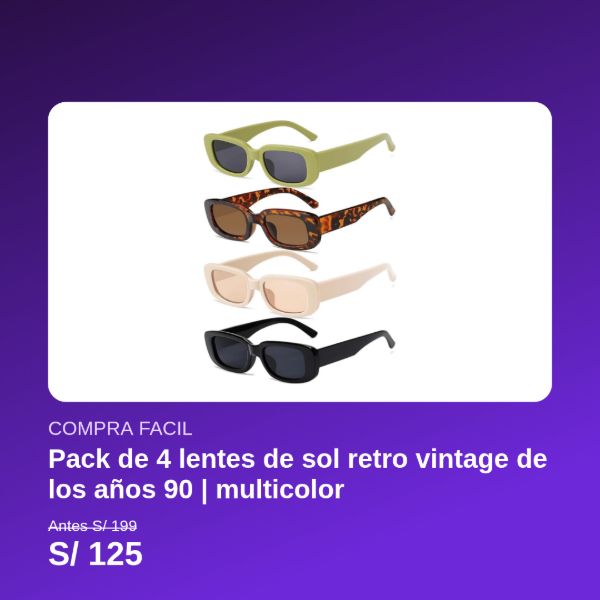 COMPRA FACIL
Pack de 4 lentes de sol retro vintage de
los años 90 | multicolor
Antes S/ 199
S/ 125